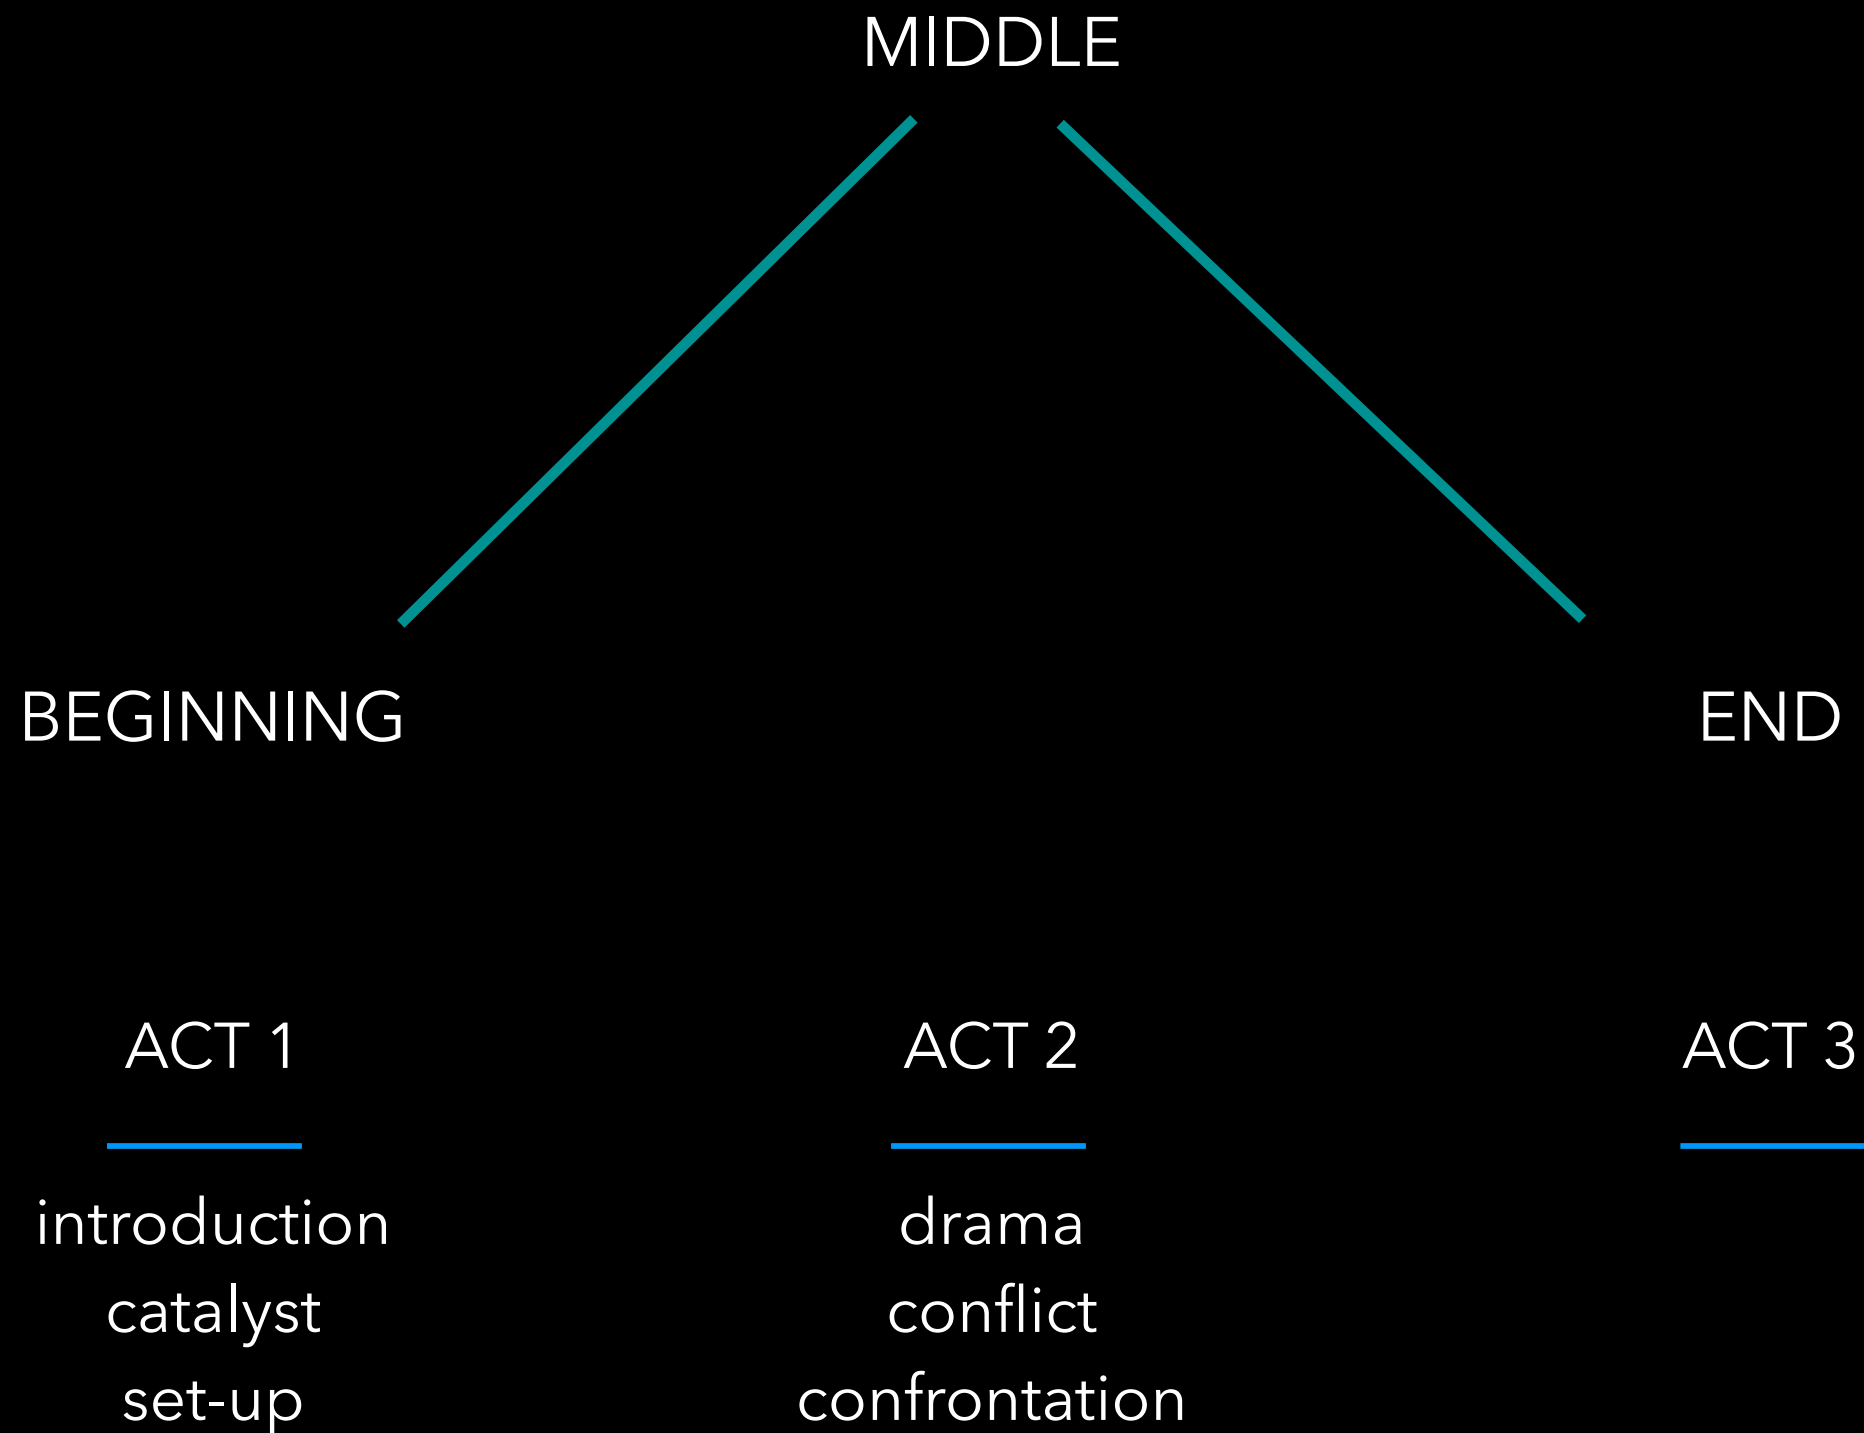 MIDDLE
BEGINNING
END
ACT 1
ACT 2
ACT 3
introduction
catalyst
set-up
drama
conflict
confrontation